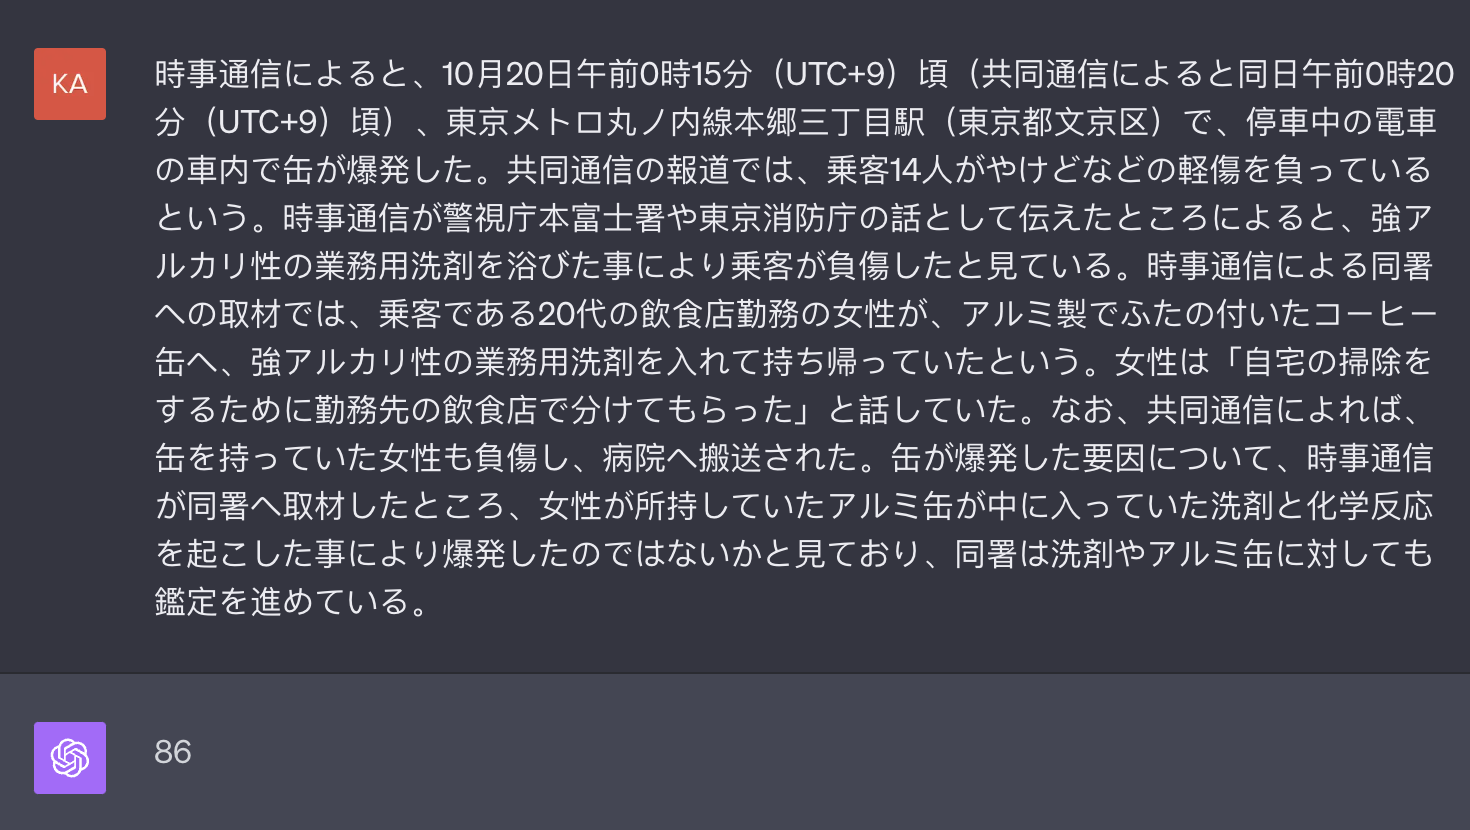 KA
時事通信によると、10月20日午前0時15分（UTC+9）頃（共同通信によると同日午前0時20
分（UTC+9）頃）、東京メトロ丸ノ内線本郷三丁目駅（東京都文京区）で、停車中の電車
の車内で缶が爆発した。共同通信の報道では、乗客14人がやけどなどの軽傷を負っている
という。時事通信が警視庁本富士署や東京消防庁の話として伝えたところによると、強ア
ルカリ性の業務用洗剤を浴びた事により乗客が負傷したと見ている。時事通信による同署
への取材では、乗客である20代の飲食店勤務の女性が、アルミ製でふたの付いたコーヒー
缶へ、強アルカリ性の業務用洗剤を入れて持ち帰っていたという。女性は「自宅の掃除を
するために勤務先の飲食店で分けてもらった」と話していた。なお、共同通信によれば、
缶を持っていた女性も負傷し、病院へ搬送された。缶が爆発した要因について、時事通信
が同署へ取材したところ、女性が所持していたアルミ缶が中に入っていた洗剤と化学反応
を起こした事により爆発したのではないかと見ており、同署は洗剤やアルミ缶に対しても
鑑定を進めている。
86